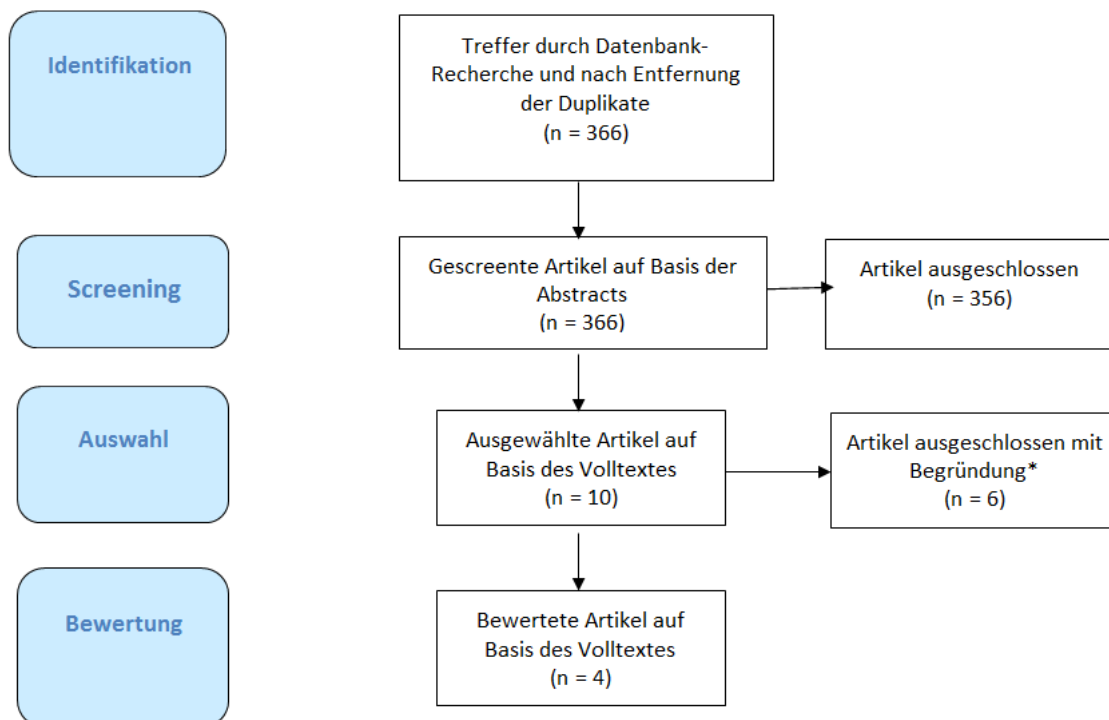 Identifikation
Treffer durch Datenbank-
Recherche und nach Entfernung
der Duplikate
(n = 366)
Screening
Gescreente Artikel auf Basis der
Abstracts
(n = 366)
Artikel ausgeschlossen
(n = 356)
Auswahl
Ausgewählte Artikel auf
Basis des Volltextes
(n = 10)
Artikel ausgeschlossen mit
Begründung*
(n = 6)
Bewertung
Bewertete Artikel auf
Basis des Volltextes
(n = 4)